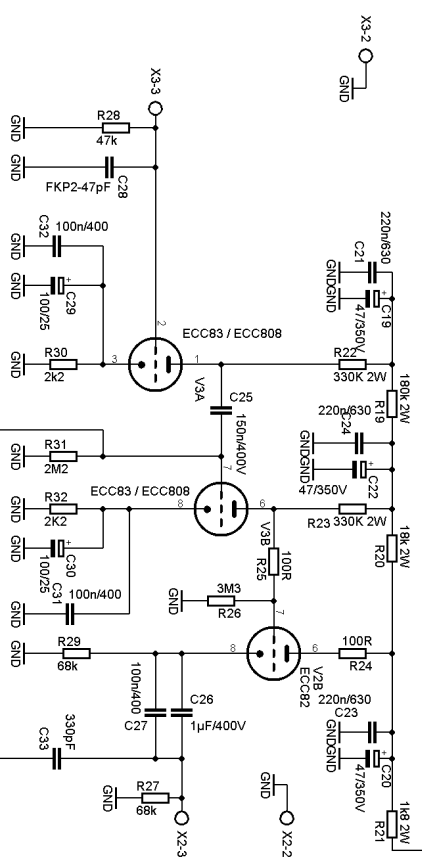 X3-2
GND
X3-3
GND
R28
47k
GND
C28
FKP2-47pF
220n/630
C21
GND
GND
C19
47/350V
C32
100n/400
GND
C29
100/25
GND
2
ECC83 / ECC808
GND
R30
2k2
3
1
V3A
R22
330K 2W
180k 2W
R19
C25
150n/400V
220n/630
C24
GND
GND
C22
47/350V
GND
R31
2M2
7
ECC83 / ECC808
GND
R32
2K2
8
6
V3B
R23
330K 2W
18k 2W
R20
GND
C30
100/25
GND
C31
100n/400
100R
R25
GND
3M3
R26
7
GND
R29
68k
8
6
V2B
ECC82
100R
R24
100n/400
C27
C26
1µF/400V
220n/630
C23
GND
GND
C20
47/350V
330pF
C33
GND
R27
68k
X2-3
GND
X2-2
1k8 2W
R21